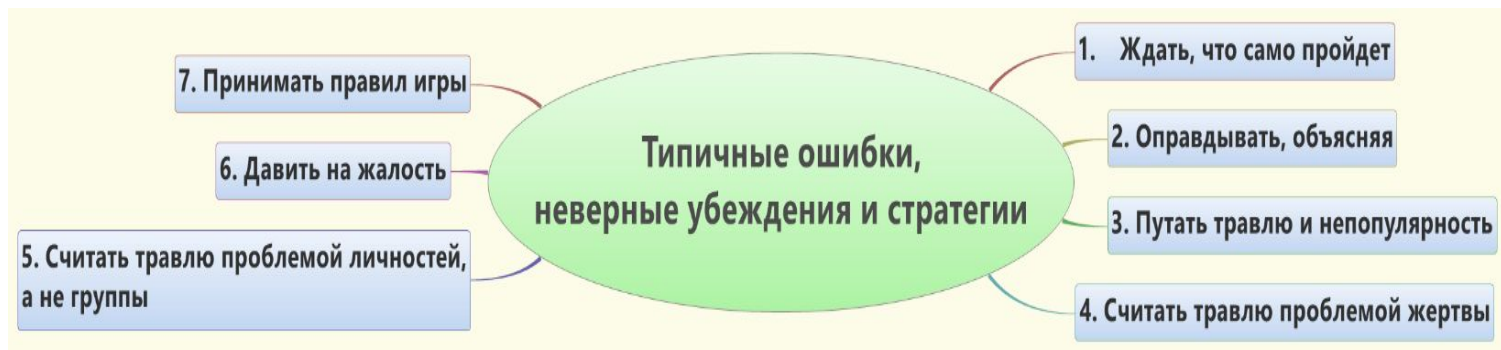 Типичные ошибки,
неверные убеждения и стратегии
1. Ждать, что само пройдет
2. Оправдывать, объясняя
3. Путать травлю и непопулярность
4. Считать травлю проблемой жертвы
5. Считать травлю проблемой личностей,
а не группы
6. Давить на жалость
7. Принимать правил игры